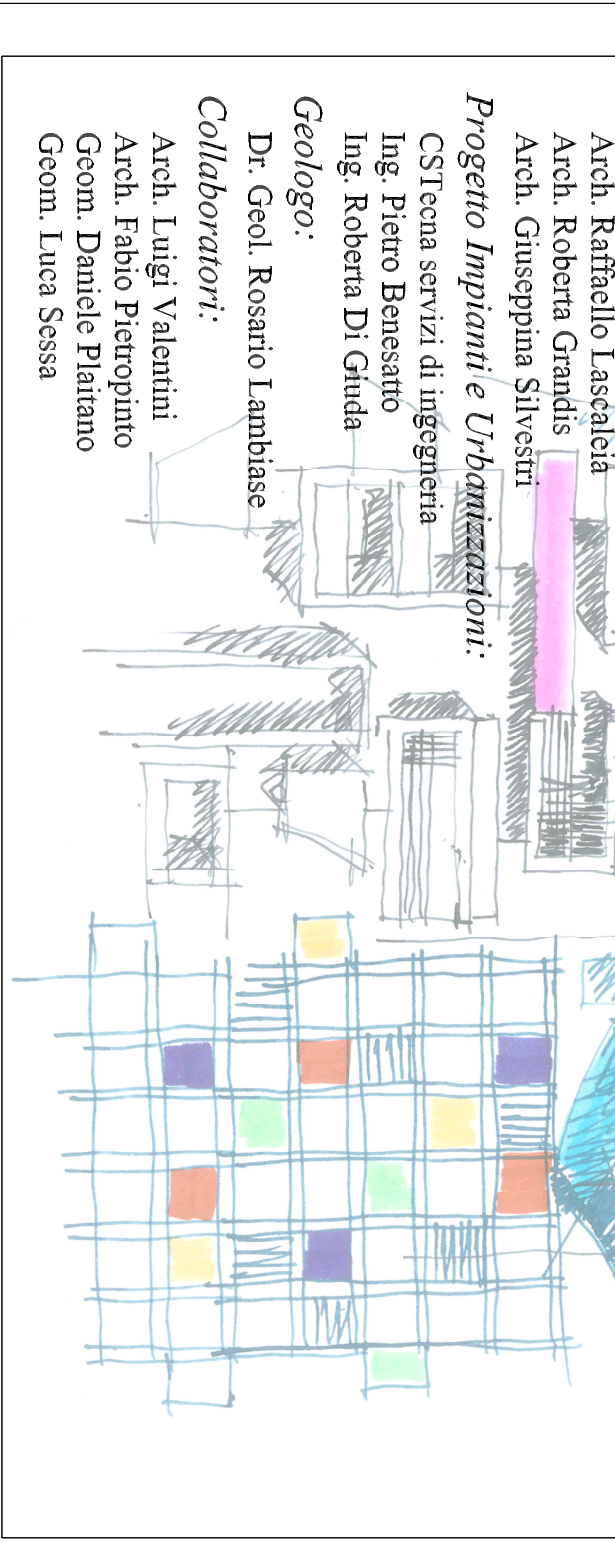 Arch. Raffaello Lascaleia
Arch. Roberta Grandis
Arch. Giuseppina Silvestri
Progetto Impianti e Urbanizzazioni:
CSTecna servizi di ingegneria
Ing. Pietro Benesatto
Ing. Roberta Di Giuda
Geologo:
Dr. Geol. Rosario Lambiase
Collaboratori:
Arch. Luigi Valentini
Arch. Fabio Pietropinto
Geom. Daniele Plaitano
Geom. Luca Sessa